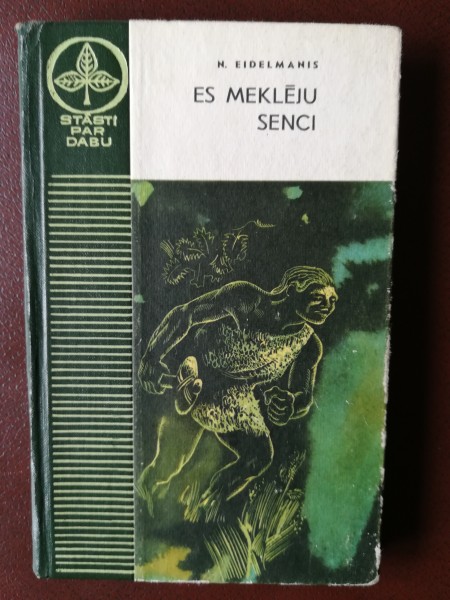 N. EIDELMANIS
ES MEKLĒJU
SENCI
STĀSTI
PAR
DABU